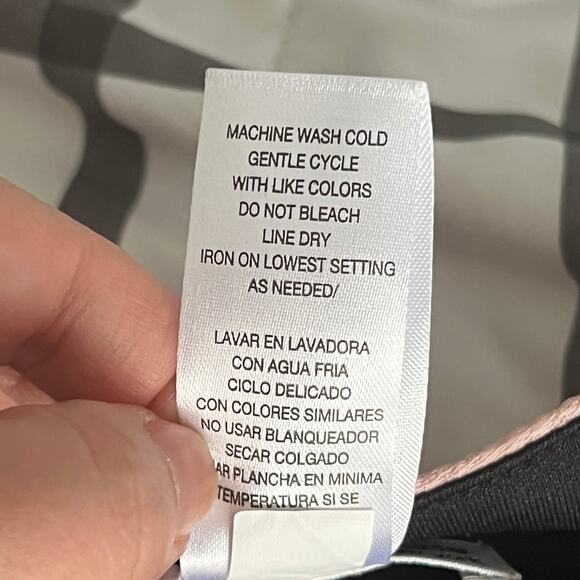 MACHINE WASH COLD
GENTLE CYCLE
WITH LIKE COLORS
DO NOT BLEACH
LINE DRY
IRON ON LOWEST SETTING
AS NEEDED/
LAVAR EN LAVADORA
CON AGUA FRIA
CICLO DELICADO
CON COLORES SIMILARES
NO USAR BLANQUEADOR
SECAR COLGADO
PLANCHA EN MINIMA
TEMPERATURA SI SE